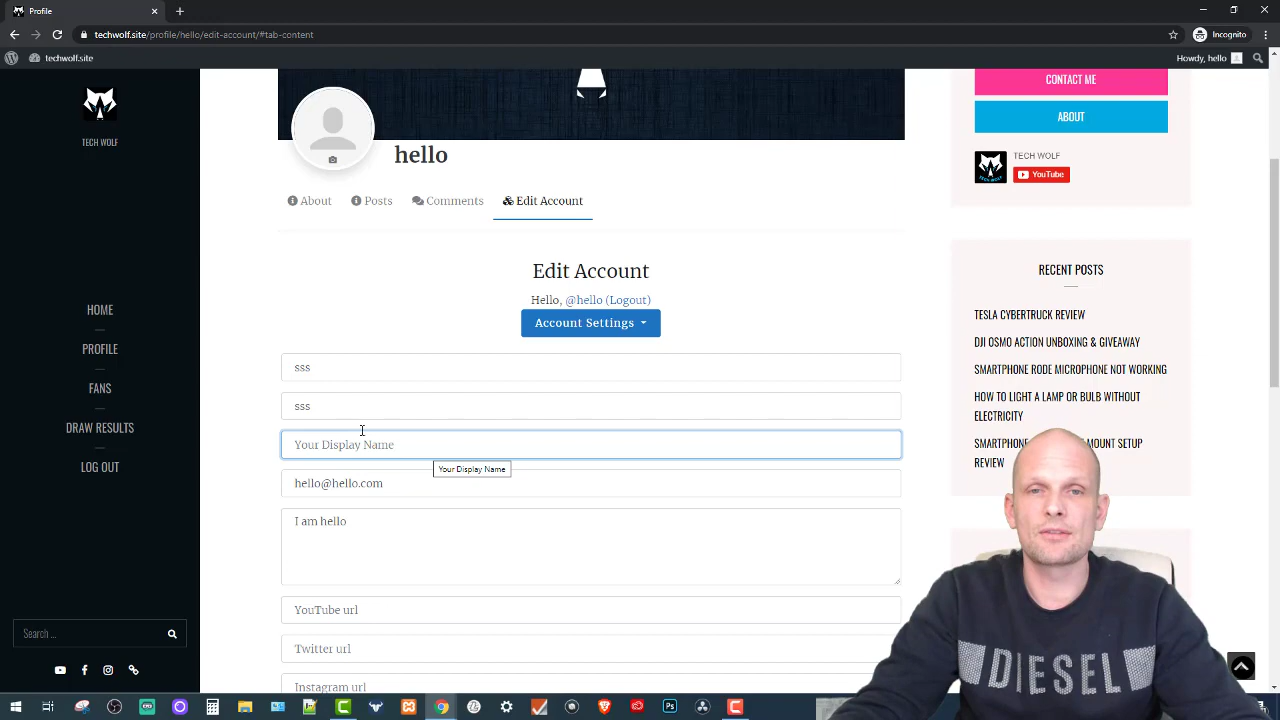 Profile
techwolf.site/profile/hello/edit-account/#tab-content
Incognito
techwolf.site
Howdy, hello
TECH WOLF
HOME
PROFILE
FANS
DRAW RESULTS
LOG OUT
Search ...
hello
About
Posts
Comments
Edit Account
Edit Account
Hello, @hello (Logout)
Account Settings
sss
sss
Your Display Name
Your Display Name
hello@hello.com
I am hello
YouTube url
Twitter url
Instagram url
CONTACT ME
ABOUT
TECH WOLF
YouTube
RECENT POSTS
TESLA CYBERTRUCK REVIEW
DJI OSMO ACTION UNBOXING & GIVEAWAY
SMARTPHONE RODE MICROPHONE NOT WORKING
HOW TO LIGHT A LAMP OR BULB WITHOUT
ELECTRICITY
MOUNT SETUP
REVIEW
DIESEL